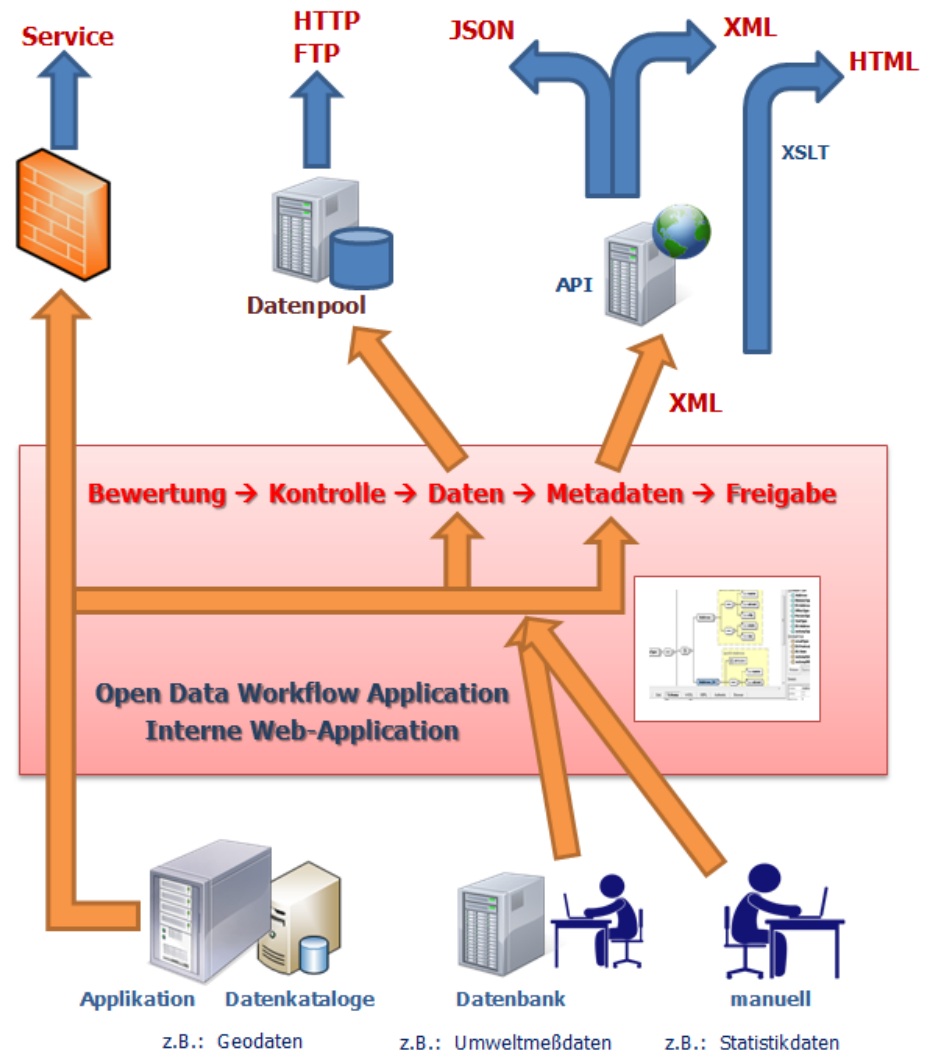 Service
HTTP
FTP
JSON
XML
HTML
XSLT
API
Datenpool
XML
Bewertung → Kontrolle → Daten → Metadaten → Freigabe
Open Data Workflow Application
Interne Web-Application
Applikation
Datenkataloge
Datenbank
manuell
z.B.: Geodaten
z.B.: Umweltmeßdaten
z.B.: Statistikdaten